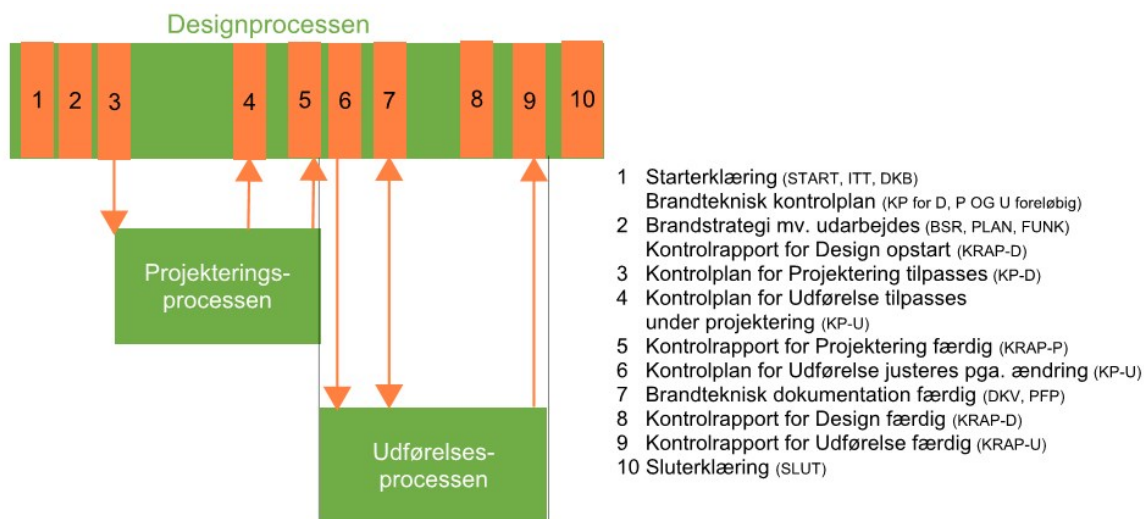 Designprocessen
1 2 3 4 5 6 7 8 9 10
Projekterings-
processen
Udførelses-
processen
1 Starterklæring (START, ITT, DKB)
Brandteknisk kontrolplan (KP for D, P OG U foreløbig)
2 Brandstrategi mv. udarbejdes (BSR, PLAN, FUNK)
Kontrolrapport for Design opstart (KRAP-D)
3 Kontrolplan for Projektering tilpasses (KP-D)
4 Kontrolplan for Udførelse tilpasses
under projektering (KP-U)
5 Kontrolrapport for Projektering færdig (KRAP-P)
6 Kontrolplan for Udførelse justeres pga. ændring (KP-U)
7 Brandteknisk dokumentation færdig (DKV, PFP)
8 Kontrolrapport for Design færdig (KRAP-D)
9 Kontrolrapport for Udførelse færdig (KRAP-U)
10 Sluterklæring (SLUT)